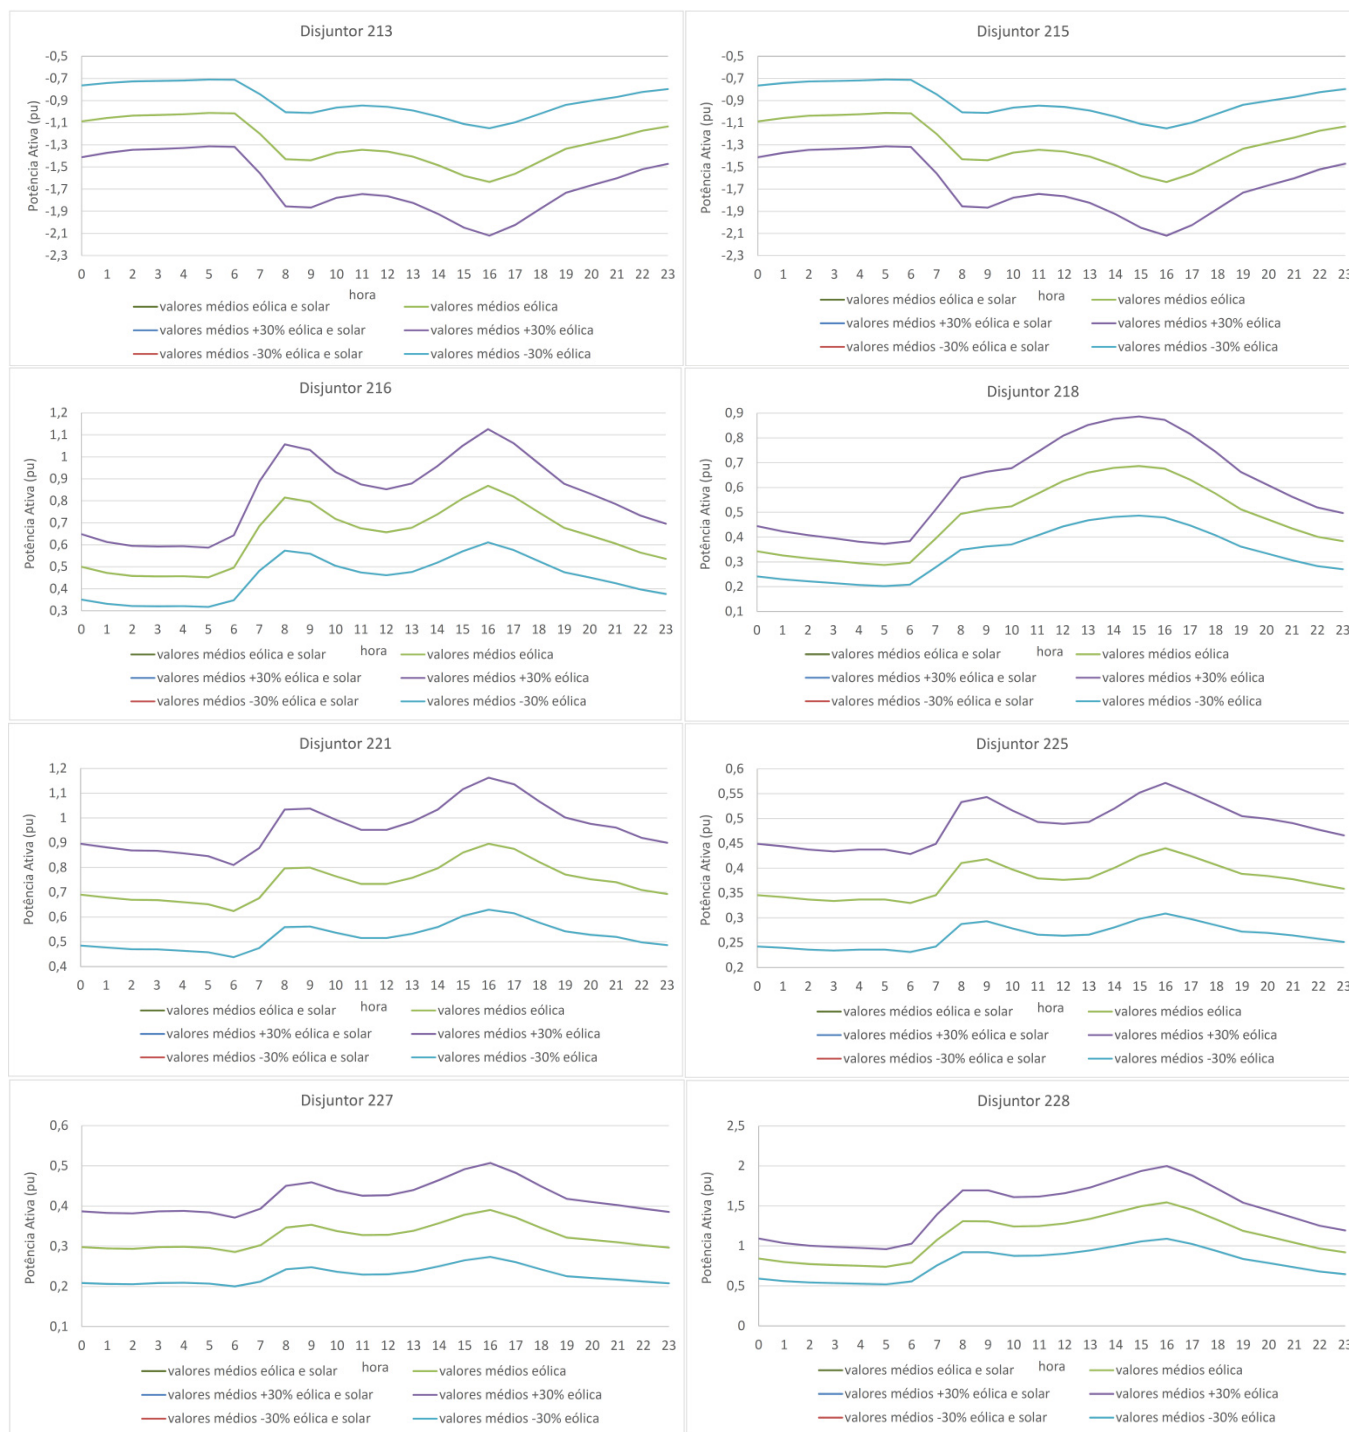 Disjuntor 213
Potência Ativa (pu)
-0,5
-0,7
-0,9
-1,1
-1,3
-1,5
-1,7
-1,9
-2,1
-2,3
0 1 2 3 4 5 6 7 8 9 10 11 12 13 14 15 16 17 18 19 20 21 22 23
hora
valores médios eólica e solar
valores médios eólica
valores médios +30% eólica e solar
valores médios +30% eólica
valores médios -30% eólica e solar
valores médios -30% eólica
Disjuntor 215
Potência Ativa (pu)
-0,5
-0,7
-0,9
-1,1
-1,3
-1,5
-1,7
-1,9
-2,1
-2,3
0 1 2 3 4 5 6 7 8 9 10 11 12 13 14 15 16 17 18 19 20 21 22 23
hora
valores médios eólica e solar
valores médios eólica
valores médios +30% eólica e solar
valores médios +30% eólica
valores médios -30% eólica e solar
valores médios -30% eólica
Disjuntor 216
Potência Ativa (pu)
1,2
1,1
1
0,9
0,8
0,7
0,6
0,5
0,4
0,3
0 1 2 3 4 5 6 7 8 9 10 11 12 13 14 15 16 17 18 19 20 21 22 23
hora
valores médios eólica e solar
valores médios eólica
valores médios +30% eólica e solar
valores médios +30% eólica
valores médios -30% eólica e solar
valores médios -30% eólica
Disjuntor 218
Potência Ativa (pu)
0,9
0,8
0,7
0,6
0,5
0,4
0,3
0,2
0,1
0 1 2 3 4 5 6 7 8 9 10 11 12 13 14 15 16 17 18 19 20 21 22 23
hora
valores médios eólica e solar
valores médios eólica
valores médios +30% eólica e solar
valores médios +30% eólica
valores médios -30% eólica e solar
valores médios -30% eólica
Disjuntor 221
Potência Ativa (pu)
1,2
1,1
1
0,9
0,8
0,7
0,6
0,5
0,4
0 1 2 3 4 5 6 7 8 9 10 11 12 13 14 15 16 17 18 19 20 21 22 23
hora
valores médios eólica e solar
valores médios eólica
valores médios +30% eólica e solar
valores médios +30% eólica
valores médios -30% eólica e solar
valores médios -30% eólica
Disjuntor 225
Potência Ativa (pu)
0,6
0,55
0,5
0,45
0,4
0,35
0,3
0,25
0,2
0 1 2 3 4 5 6 7 8 9 10 11 12 13 14 15 16 17 18 19 20 21 22 23
hora
valores médios eólica e solar
valores médios eólica
valores médios +30% eólica e solar
valores médios +30% eólica
valores médios -30% eólica e solar
valores médios -30% eólica
Disjuntor 227
Potência Ativa (pu)
0,6
0,5
0,4
0,3
0,2
0,1
0 1 2 3 4 5 6 7 8 9 10 11 12 13 14 15 16 17 18 19 20 21 22 23
hora
valores médios eólica e solar
valores médios eólica
valores médios +30% eólica e solar
valores médios +30% eólica
valores médios -30% eólica e solar
valores médios -30% eólica
Disjuntor 228
Potência Ativa (pu)
2,5
2
1,5
1
0,5
0
0 1 2 3 4 5 6 7 8 9 10 11 12 13 14 15 16 17 18 19 20 21 22 23
hora
valores médios eólica e solar
valores médios eólica
valores médios +30% eólica e solar
valores médios +30% eólica
valores médios -30% eólica e solar
valores médios -30% eólica